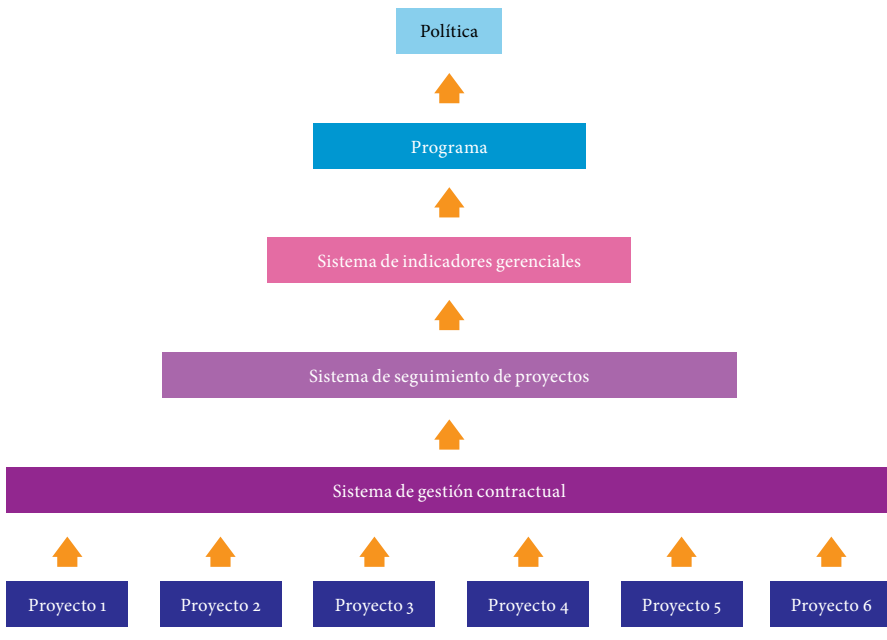 Política
Programa
Sistema de indicadores gerenciales
Sistema de seguimiento de proyectos
Sistema de gestión contractual
Proyecto 1
Proyecto 2
Proyecto 3
Proyecto 4
Proyecto 5
Proyecto 6